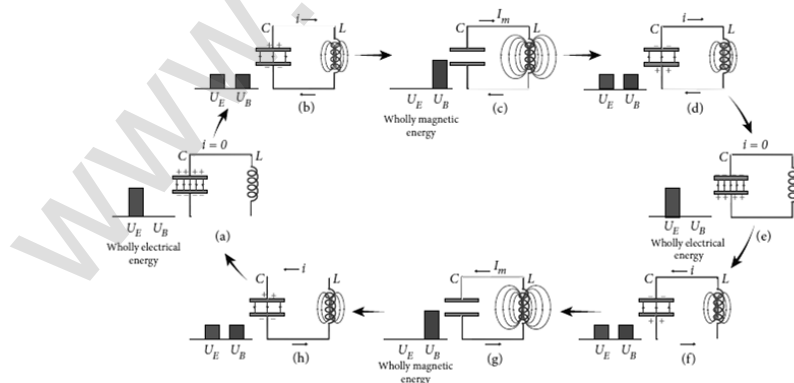 i
C
L
U_E U_B
(b)
I_m
C
L
U_E U_B
Wholly magnetic
energy
(c)
i
C
L
U_E U_B
(d)
i = 0
C
L
U_E U_B
Wholly electrical
energy
(a)
i = 0
C
L
U_E U_B
Wholly electrical
energy
(e)
i
C
L
U_E U_B
(h)
I_m
C
L
U_E U_B
Wholly magnetic
energy
(g)
i
C
L
U_E U_B
(f)
www.